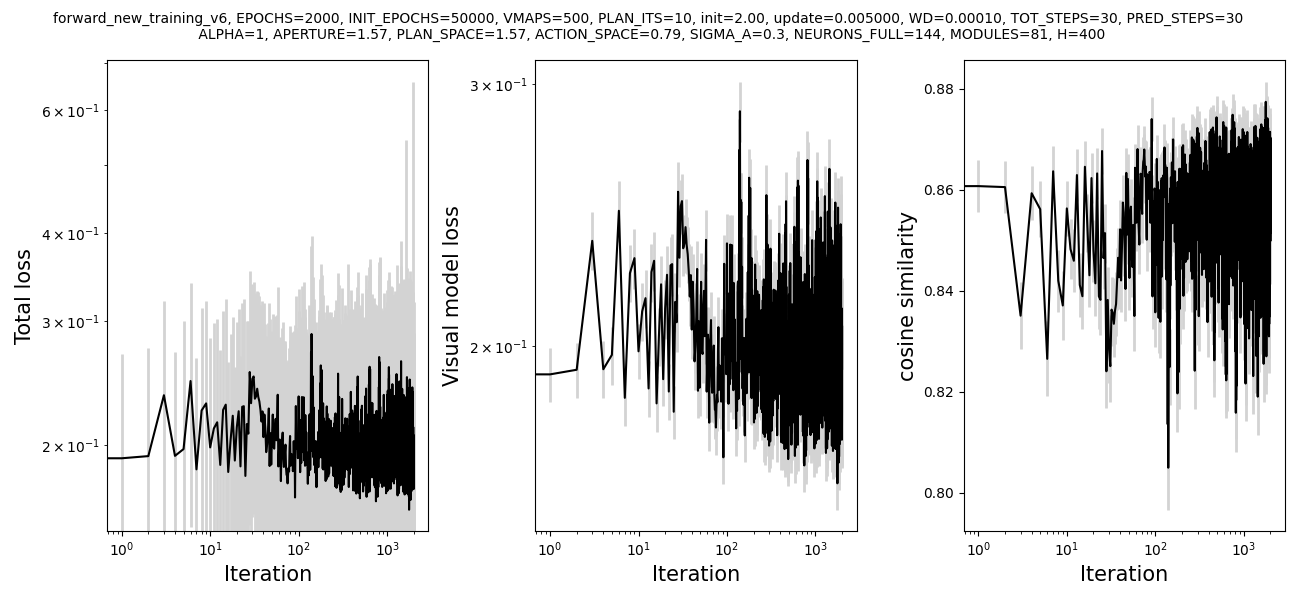 forward_new_training_v6, EPOCHS=2000, INIT_EPOCHS=50000, VMAPS=500, PLAN_ITS=10, init=2.00, update=0.005000, WD=0.00010, TOT_STEPS=30, PRED_STEPS=30
ALPHA=1, APERTURE=1.57, PLAN_SPACE=1.57, ACTION_SPACE=0.79, SIGMA_A=0.3, NEURONS_FULL=144, MODULES=81, H=400
Total loss
6 × 10⁻¹
4 × 10⁻¹
3 × 10⁻¹
2 × 10⁻¹
10⁰ 10¹ 10² 10³
Iteration
Visual model loss
3 × 10⁻¹
2 × 10⁻¹
10⁰ 10¹ 10² 10³
Iteration
cosine similarity
0.88
0.86
0.84
0.82
0.80
10⁰ 10¹ 10² 10³
Iteration